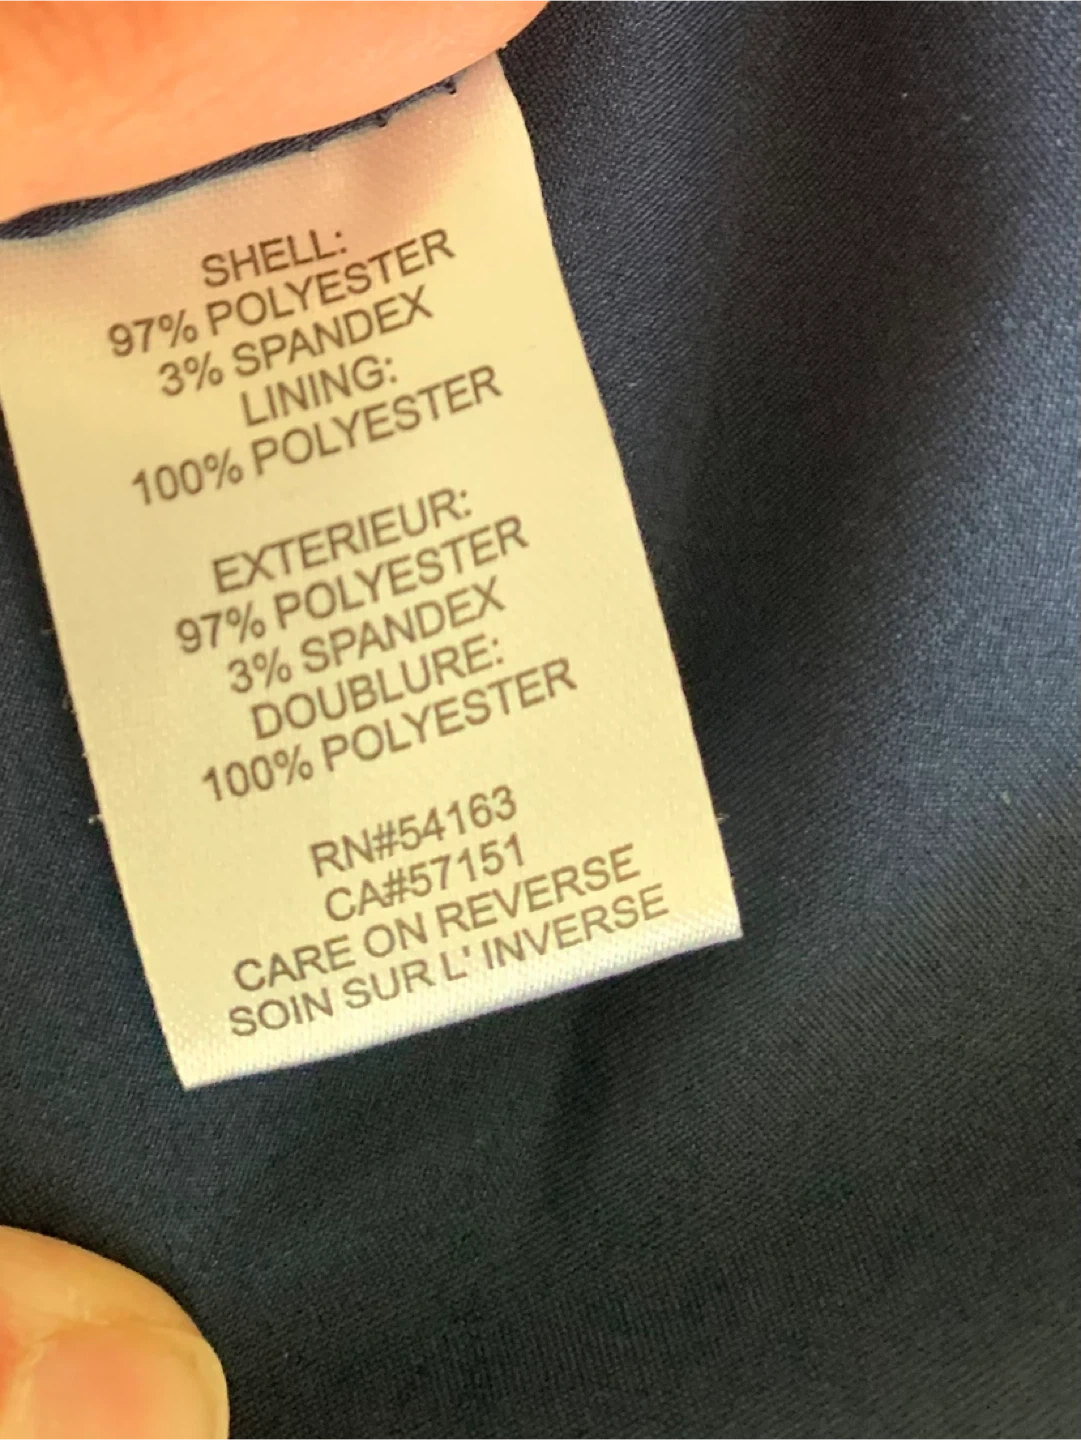 SHELL:
97% POLYESTER
3% SPANDEX
LINING:
100% POLYESTER
EXTERIEUR:
97% POLYESTER
3% SPANDEX
DOUBLURE:
100% POLYESTER
RN#54163
CA#57151
CARE ON REVERSE
SOIN SUR L' INVERSE